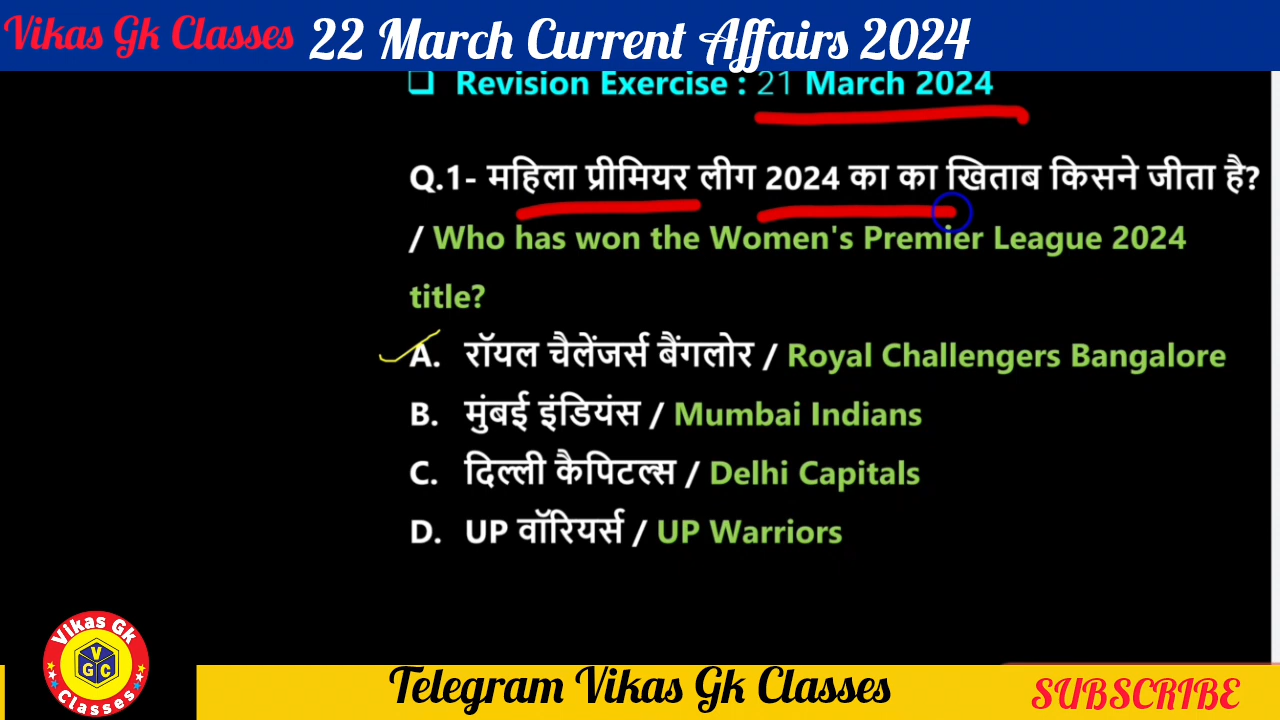 Vikas Gk Classes
22 March Current Affairs 2024
❑ Revision Exercise : 21 March 2024
Q.1- महिला प्रीमियर लीग 2024 का का खिताब किसने जीता है?
/ Who has won the Women's Premier League 2024
title?
A. रॉयल चैलेंजर्स बैंगलोर / Royal Challengers Bangalore
B. मुंबई इंडियंस / Mumbai Indians
C. दिल्ली कैपिटल्स / Delhi Capitals
D. UP वॉरियर्स / UP Warriors
Vikas Gk
V
G C
Classes
Telegram Vikas Gk Classes
SUBSCRIBE